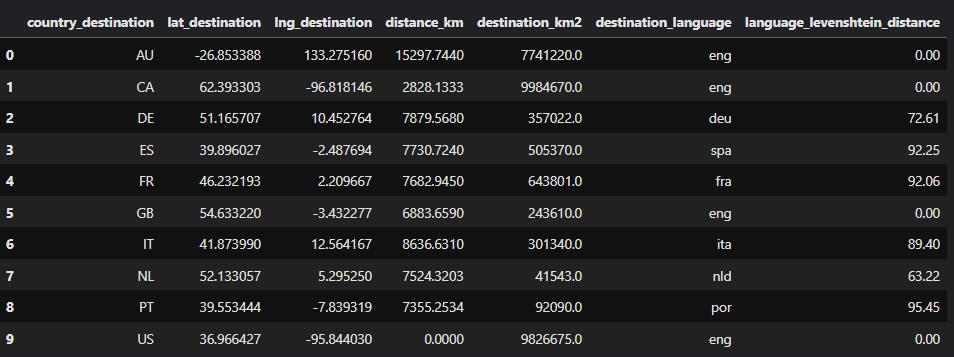 country_destination lat_destination lng_destination distance_km destination_km2 destination_language language_levenshtein_distance
0 AU -26.853388 133.275160 15297.7440 7741220.0 eng 0.00
1 CA 62.393303 -96.818146 2828.1333 9984670.0 eng 0.00
2 DE 51.165707 10.452764 7879.5680 357022.0 deu 72.61
3 ES 39.896027 -2.487694 7730.7240 505370.0 spa 92.25
4 FR 46.232193 2.209667 7682.9450 643801.0 fra 92.06
5 GB 54.633220 -3.432277 6883.6590 243610.0 eng 0.00
6 IT 41.873990 12.564167 8636.6310 301340.0 ita 89.40
7 NL 52.133057 5.295250 7524.3203 41543.0 nld 63.22
8 PT 39.553444 -7.839319 7355.2534 92090.0 por 95.45
9 US 36.966427 -95.844030 0.0000 9826675.0 eng 0.00